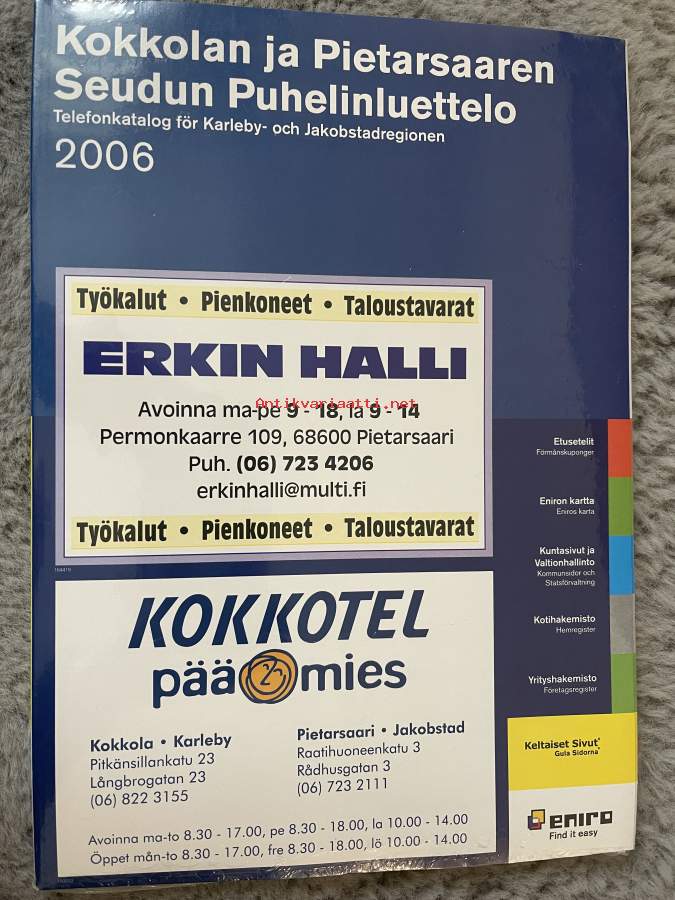 Kokkolan ja Pietarsaaren
Seudun Puhelinluettelo
Telefonkatalog för Karleby- och Jakobstadregionen
2006
Työkalut • Pienkoneet • Taloustavarat
ERKIN HALLI
Antikvariaatti.net
Avoinna ma-pe 9 - 18, la 9 - 14
Permonkaarre 109, 68600 Pietarsaari
Puh. (06) 723 4206
erkinhalli@multi.fi
Työkalut • Pienkoneet • Taloustavarat
Etusetelit
Förmånskuponger
Eniron kartta
Eniros karta
Kuntasivut ja
Valtionhallinto
Kommunsidor och
Statsförvaltning
Kotihakemisto
Hemregister
Yrityshakemisto
Företagsregister
Keltaiset Sivut
Gula Sidorna
eniro
Find it easy
KOKKOTEL
pää mies
Kokkola • Karleby
Pitkänsillankatu 23
Långbrogatan 23
(06) 822 3155
Pietarsaari • Jakobstad
Raatihuoneenkatu 3
Rådhusgatan 3
(06) 723 2111
Avoinna ma-to 8.30 - 17.00, pe 8.30 - 18.00, la 10.00 - 14.00
Öppet mån-to 8.30 - 17.00, fre 8.30 - 18.00, lö 10.00 - 14.00